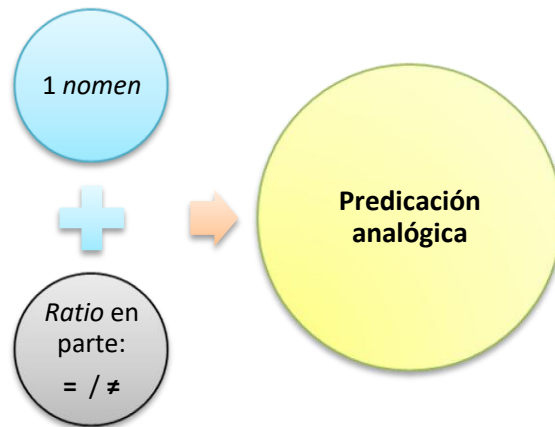 1 nomen
Ratio en
parte:
= / ≠
Predicación
analógica